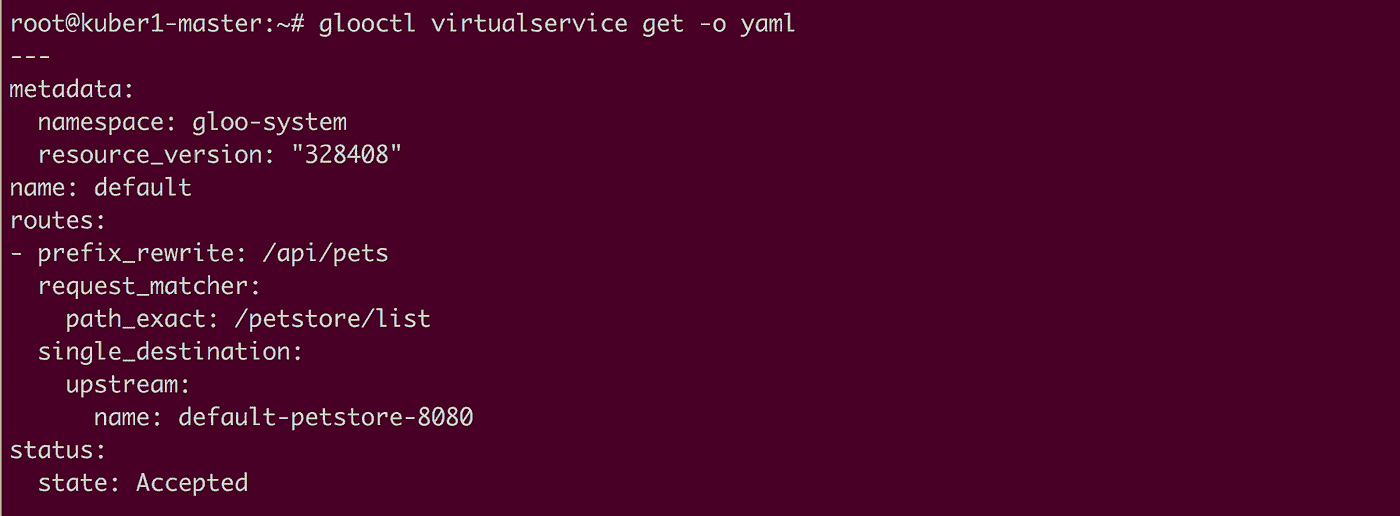 root@kuber1-master:~# glooctl virtualservice get -o yaml
---
metadata:
  namespace: gloo-system
  resource_version: "328408"
name: default
routes:
- prefix_rewrite: /api/pets
  request_matcher:
    path_exact: /petstore/list
  single_destination:
    upstream:
      name: default-petstore-8080
status:
  state: Accepted